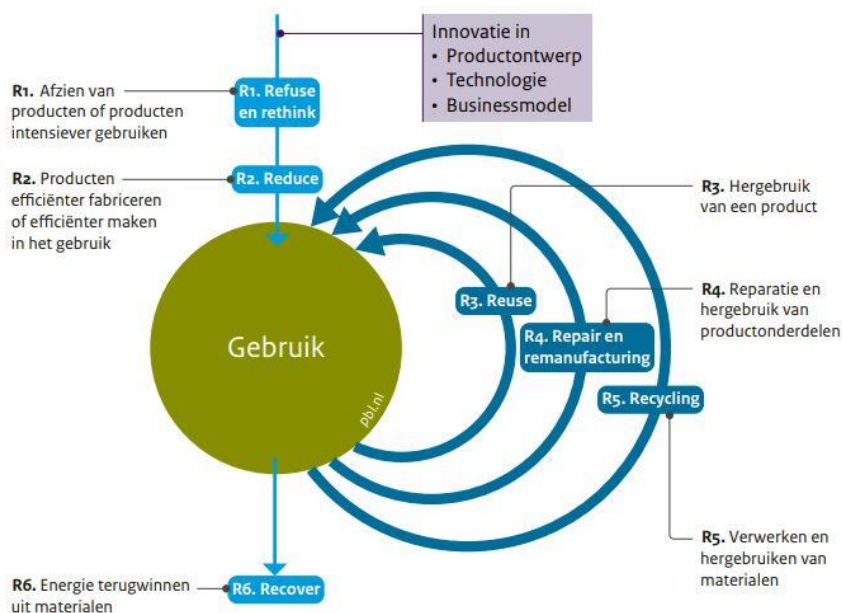 Innovatie in
• Productontwerp
• Technologie
• Businessmodel
R1. Afzien van
producten of producten
intensiever gebruiken
R1. Refuse
en rethink
R2. Producten
efficiënter fabriceren
of efficiënter maken
in het gebruik
R2. Reduce
R3. Hergebruik
van een product
R3. Reuse
R4. Reparatie en
hergebruik van
productonderdelen
R4. Repair en
remanufacturing
Gebruik
pbl.nl
R5. Recycling
R5. Verwerken en
hergebruiken van
materialen
R6. Energie terugwinnen
uit materialen
R6. Recover